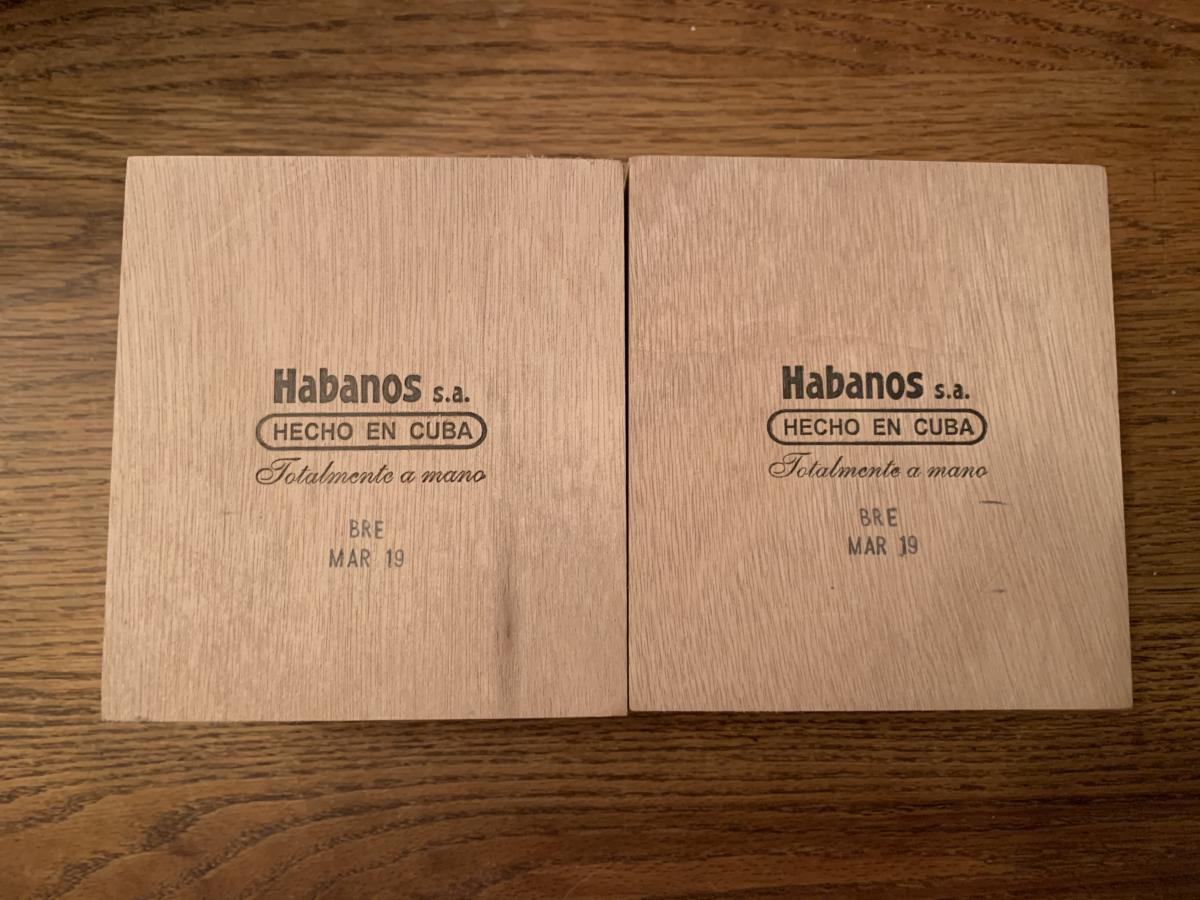 Habanos s.a.
HECHO EN CUBA
Totalmente a mano
BRE
MAR 19
Habanos s.a.
HECHO EN CUBA
Totalmente a mano
BRE
MAR 19